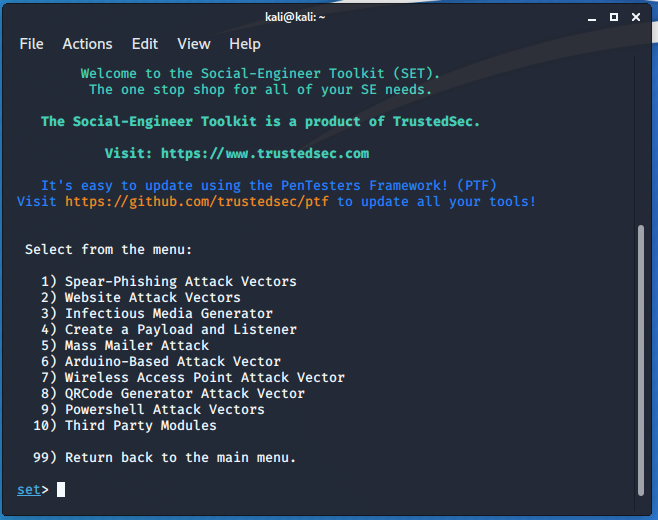 kali@kali: ~
File Actions Edit View Help
Welcome to the Social-Engineer Toolkit (SET).
The one stop shop for all of your SE needs.
The Social-Engineer Toolkit is a product of TrustedSec.
Visit: https://www.trustedsec.com
It's easy to update using the PenTesters Framework! (PTF)
Visit https://github.com/trustedsec/ptf to update all your tools!
Select from the menu:
1) Spear-Phishing Attack Vectors
2) Website Attack Vectors
3) Infectious Media Generator
4) Create a Payload and Listener
5) Mass Mailer Attack
6) Arduino-Based Attack Vector
7) Wireless Access Point Attack Vector
8) QRCode Generator Attack Vector
9) Powershell Attack Vectors
10) Third Party Modules
99) Return back to the main menu.
set>